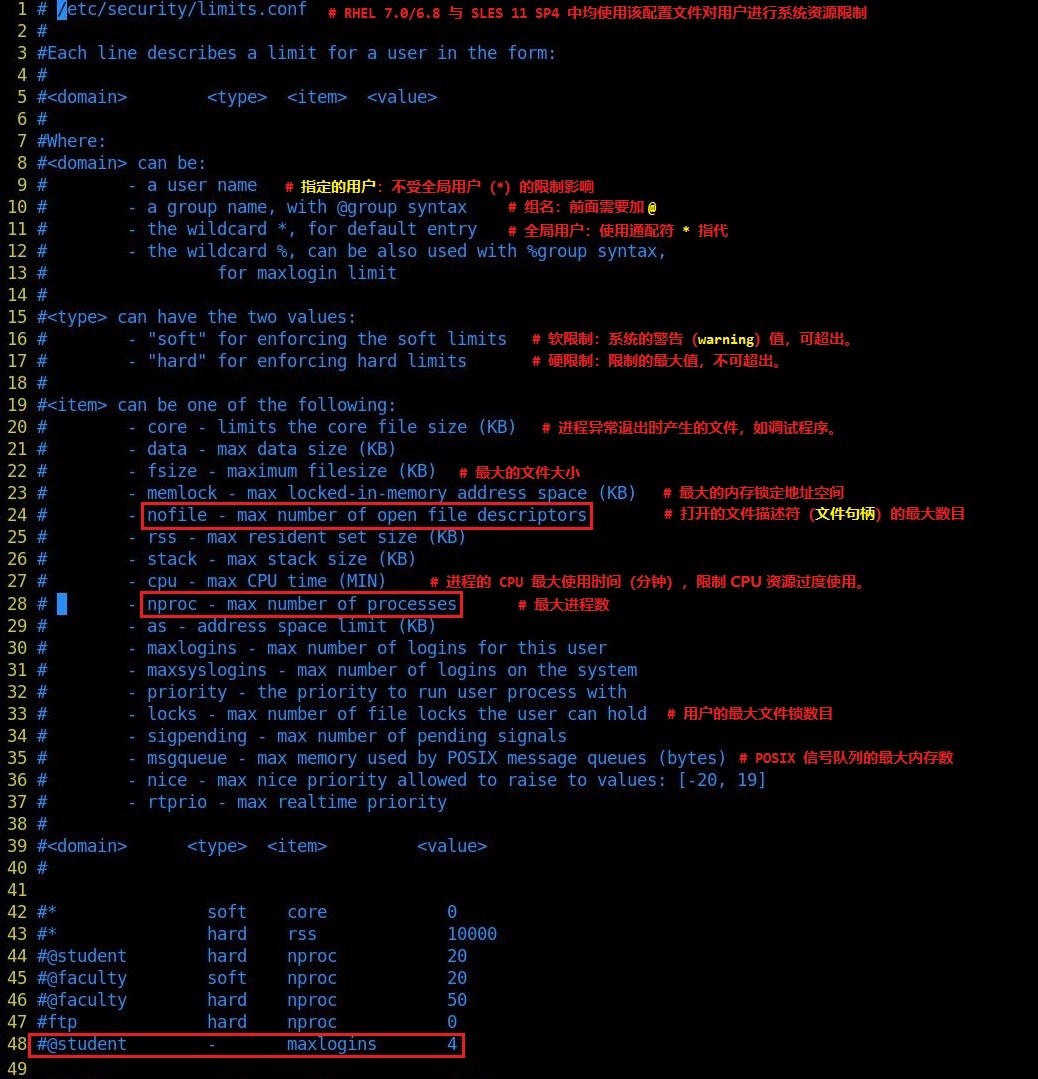 1 # /etc/security/limits.conf # RHEL 7.0/6.8 与 SLES 11 SP4 中均使用该配置文件对用户进行系统资源限制
2 #
3 #Each line describes a limit for a user in the form:
4 #
5 #<domain> <type> <item> <value>
6 #
7 #Where:
8 #<domain> can be:
9 # - a user name # 指定的用户：不受全局用户（*）的限制影响
10 # - a group name, with @group syntax # 组名：前面需要加 @
11 # - the wildcard *, for default entry # 全局用户：使用通配符 * 指代
12 # - the wildcard %, can be also used with %group syntax,
13 # for maxlogin limit
14 #
15 #<type> can have the two values:
16 # - "soft" for enforcing the soft limits # 软限制：系统的警告（warning）值，可超出。
17 # - "hard" for enforcing hard limits # 硬限制：限制的最大值，不可超出。
18 #
19 #<item> can be one of the following:
20 # - core - limits the core file size (KB) # 进程异常退出时产生的文件，如调试程序。
21 # - data - max data size (KB)
22 # - fsize - maximum filesize (KB) # 最大的文件大小
23 # - memlock - max locked-in-memory address space (KB) # 最大的内存锁定地址空间
24 # - nofile - max number of open file descriptors # 打开的文件描述符（文件句柄）的最大数目
25 # - rss - max resident set size (KB)
26 # - stack - max stack size (KB)
27 # - cpu - max CPU time (MIN) # 进程的 CPU 最大使用时间（分钟），限制 CPU 资源过度使用。
28 # - nproc - max number of processes # 最大进程数
29 # - as - address space limit (KB)
30 # - maxlogins - max number of logins for this user
31 # - maxsyslogins - max number of logins on the system
32 # - priority - the priority to run user process with
33 # - locks - max number of file locks the user can hold # 用户的最大文件锁数目
34 # - sigpending - max number of pending signals
35 # - msgqueue - max memory used by POSIX message queues (bytes) # POSIX 信号队列的最大内存数
36 # - nice - max nice priority allowed to raise to values: [-20, 19]
37 # - rtprio - max realtime priority
38 #
39 #<domain> <type> <item> <value>
40 #
41
42 #* soft core 0
43 #* hard rss 10000
44 #@student hard nproc 20
45 #@faculty soft nproc 20
46 #@faculty hard nproc 50
47 #ftp hard nproc 0
48 #@student - maxlogins 4
49